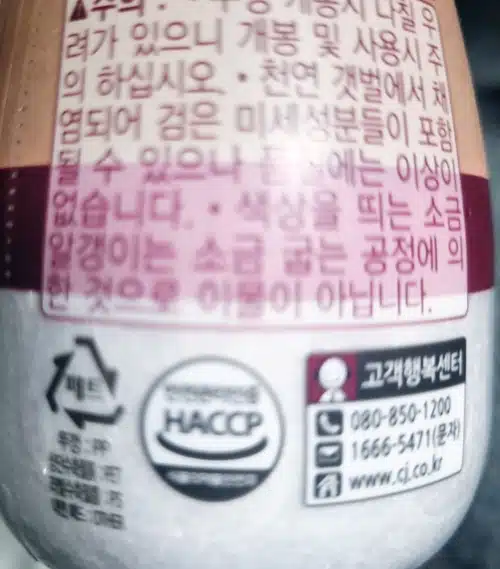 주의
려가 있으니 개봉 및 사용시 주
의 하십시오. • 천연 갯벌에서 채
염되어 검은 미세성분들이 포함
될 수 있으나 이상이
없습니다. • 색상을 띄는 소금
알갱이는 소금 굽는 공정에 의
한 것으로 이물이 아닙니다.
페트
HACCP
고객행복센터
080-850-1200
1666-5471(문자)
www.cj.co.kr